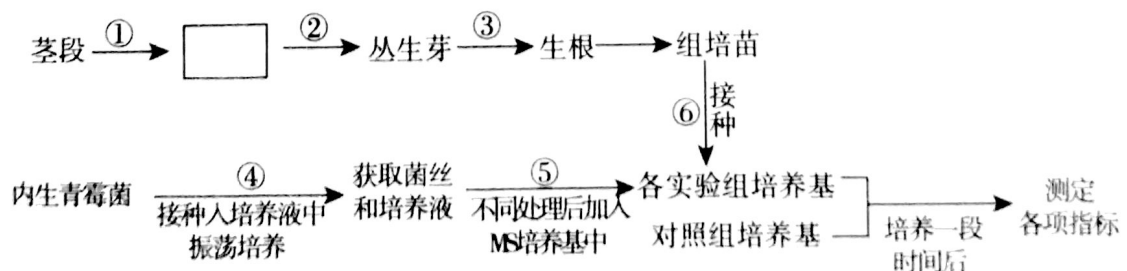 茎段 ① ② 丛生芽 ③ 生根 组培苗
⑥ 接种
内生青霉菌 ④ 接种入培养液中振荡培养 获取菌丝和培养液 ⑤ 不同处理后加入MS培养基中 各实验组培养基
对照组培养基
培养一段时间后
测定各项指标